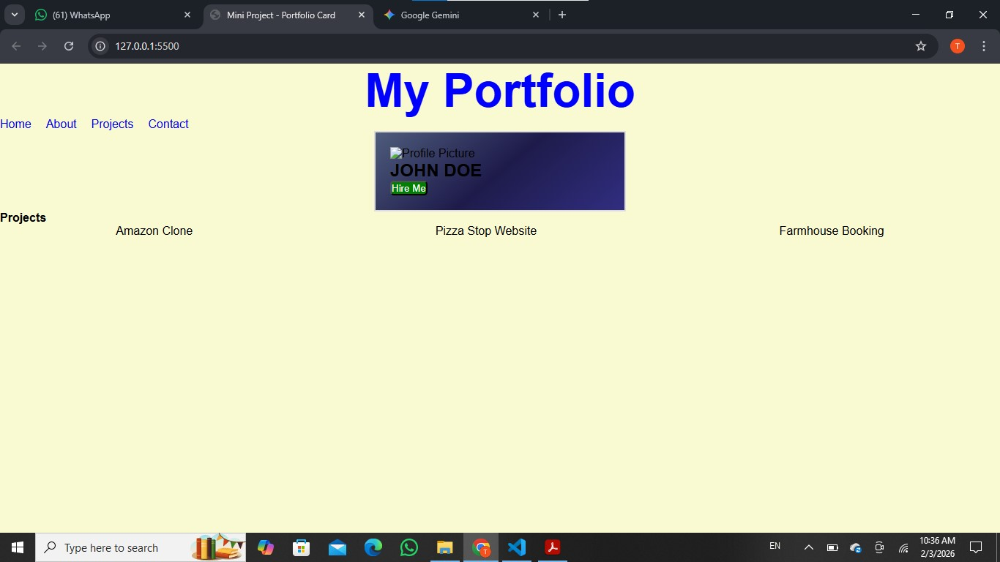 (61) WhatsApp
Mini Project - Portfolio Card
Google Gemini
127.0.0.1:5500
T
My Portfolio
Home About Projects Contact
Profile Picture
JOHN DOE
Hire Me
Projects
Amazon Clone Pizza Stop Website Farmhouse Booking
Type here to search
T
EN
10:36 AM
2/3/2026